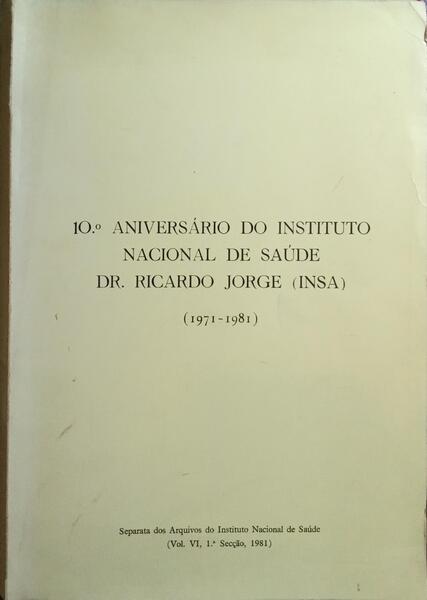 10.º ANIVERSÁRIO DO INSTITUTO
NACIONAL DE SAÚDE
DR. RICARDO JORGE (INSA)
(1971-1981)
Separata dos Arquivos do Instituto Nacional de Saúde
(Vol. VI, 1.ª Secção, 1981)